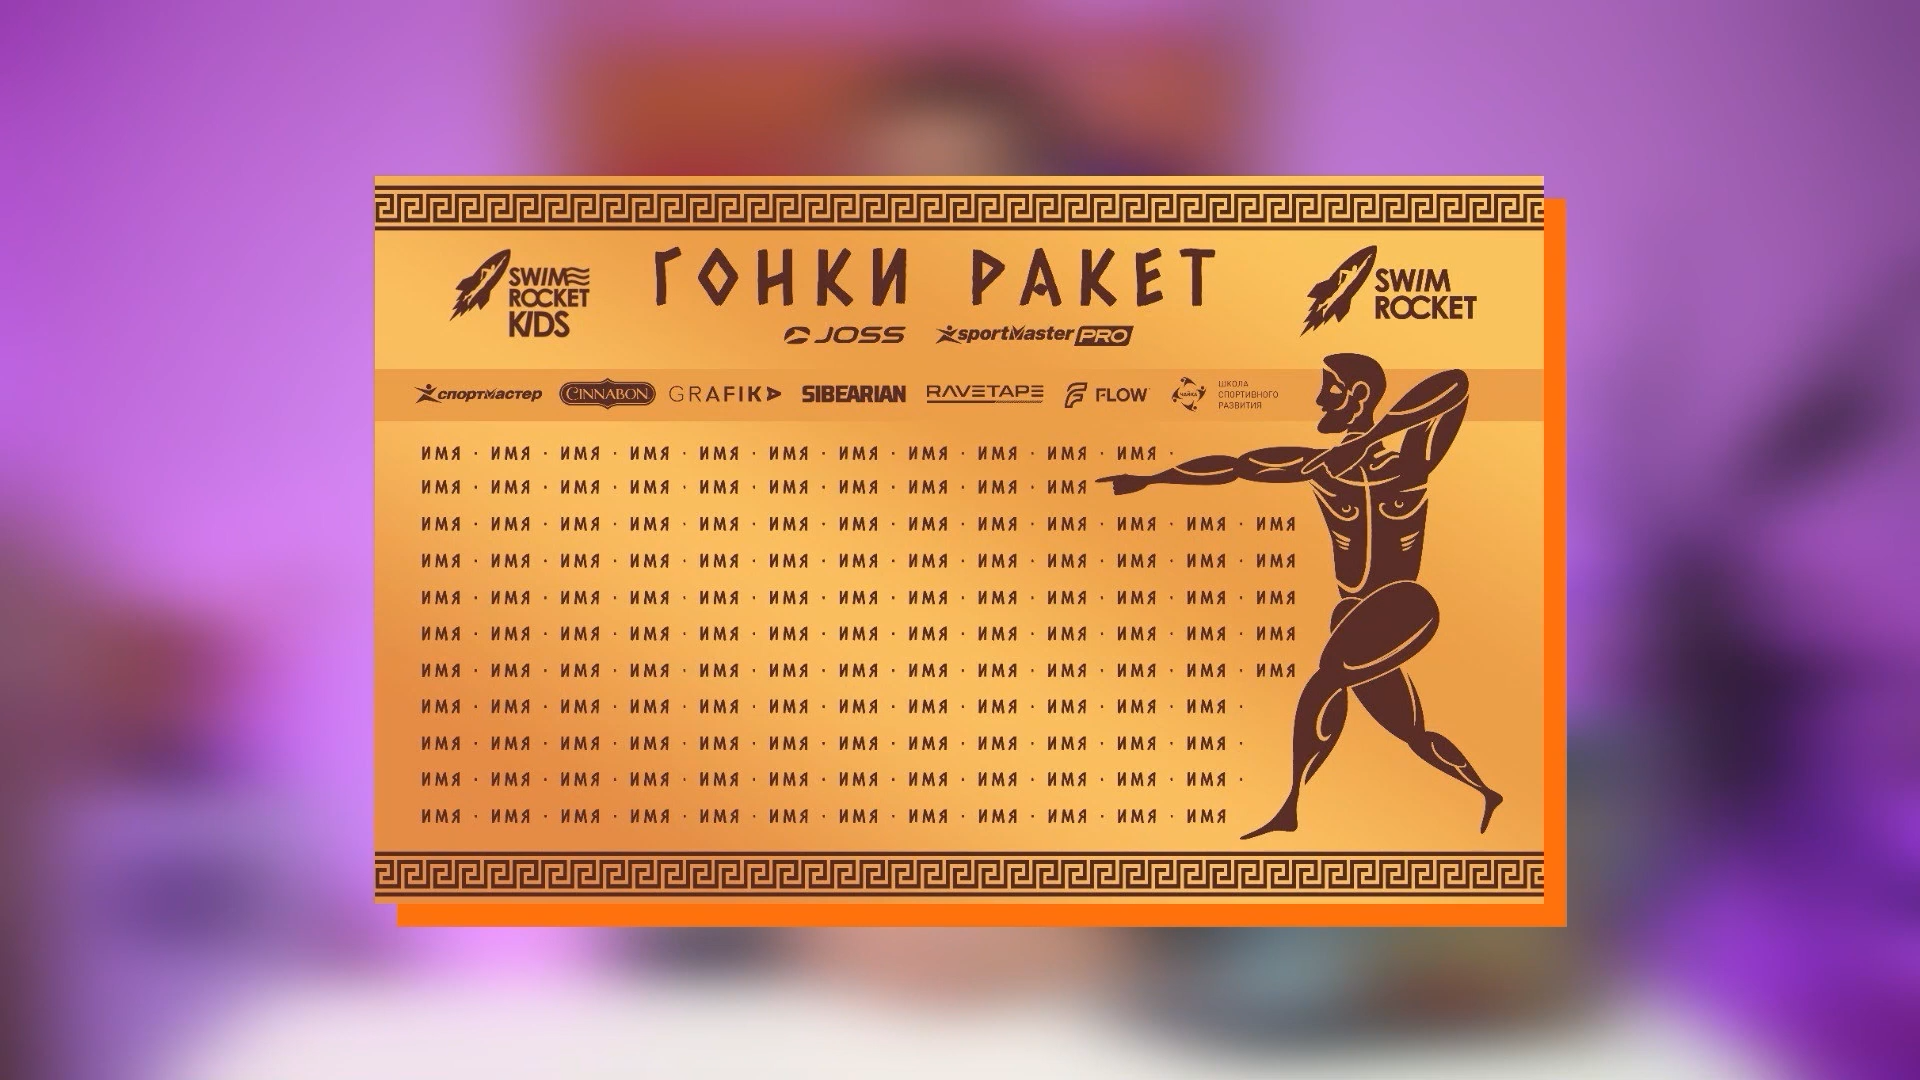 SWIM
ROCKET
KIDS
ГОНКИ РАКЕТ
JOSS спортMaster PRO
SWIM
ROCKET
спортмастер CINNABON GRAFIKA SIBEARIAN RAVETAPE FLOW ЧАЙКА
ШКОЛА
СПОРТИВНОГО
РАЗВИТИЯ
ИМЯ · ИМЯ · ИМЯ · ИМЯ · ИМЯ · ИМЯ · ИМЯ · ИМЯ · ИМЯ · ИМЯ · ИМЯ ·
ИМЯ · ИМЯ · ИМЯ · ИМЯ · ИМЯ · ИМЯ · ИМЯ · ИМЯ · ИМЯ · ИМЯ
ИМЯ · ИМЯ · ИМЯ · ИМЯ · ИМЯ · ИМЯ · ИМЯ · ИМЯ · ИМЯ · ИМЯ · ИМЯ · ИМЯ · ИМЯ
ИМЯ · ИМЯ · ИМЯ · ИМЯ · ИМЯ · ИМЯ · ИМЯ · ИМЯ · ИМЯ · ИМЯ · ИМЯ · ИМЯ · ИМЯ
ИМЯ · ИМЯ · ИМЯ · ИМЯ · ИМЯ · ИМЯ · ИМЯ · ИМЯ · ИМЯ · ИМЯ · ИМЯ · ИМЯ · ИМЯ
ИМЯ · ИМЯ · ИМЯ · ИМЯ · ИМЯ · ИМЯ · ИМЯ · ИМЯ · ИМЯ · ИМЯ · ИМЯ · ИМЯ · ИМЯ
ИМЯ · ИМЯ · ИМЯ · ИМЯ · ИМЯ · ИМЯ · ИМЯ · ИМЯ · ИМЯ · ИМЯ · ИМЯ · ИМЯ · ИМЯ
ИМЯ · ИМЯ · ИМЯ · ИМЯ · ИМЯ · ИМЯ · ИМЯ · ИМЯ · ИМЯ · ИМЯ · ИМЯ · ИМЯ ·
ИМЯ · ИМЯ · ИМЯ · ИМЯ · ИМЯ · ИМЯ · ИМЯ · ИМЯ · ИМЯ · ИМЯ · ИМЯ · ИМЯ ·
ИМЯ · ИМЯ · ИМЯ · ИМЯ · ИМЯ · ИМЯ · ИМЯ · ИМЯ · ИМЯ · ИМЯ · ИМЯ · ИМЯ ·
ИМЯ · ИМЯ · ИМЯ · ИМЯ · ИМЯ · ИМЯ · ИМЯ · ИМЯ · ИМЯ · ИМЯ · ИМЯ · ИМЯ